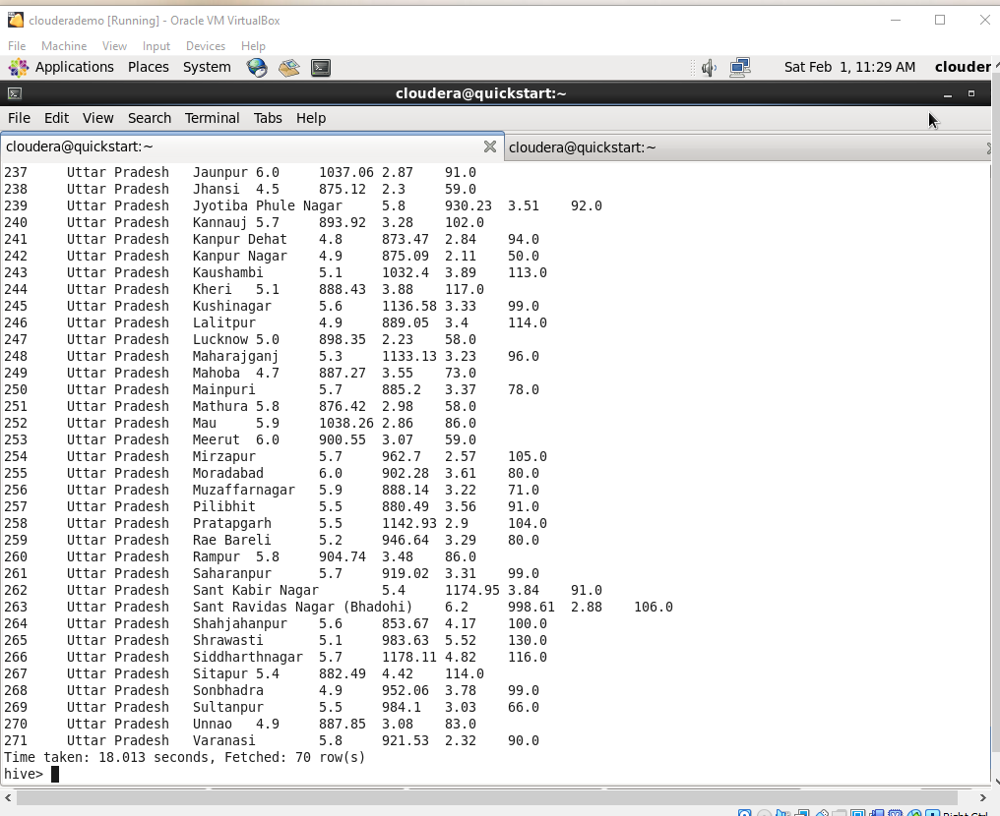 clouderademo [Running] - Oracle VM VirtualBox
File Machine View Input Devices Help
Applications Places System Sat Feb 1, 11:29 AM clouder
cloudera@quickstart:~
File Edit View Search Terminal Tabs Help
cloudera@quickstart:~ cloudera@quickstart:~
237 Uttar Pradesh Jaunpur 6.0 1037.06 2.87 91.0
238 Uttar Pradesh Jhansi 4.5 875.12 2.3 59.0
239 Uttar Pradesh Jyotiba Phule Nagar 5.8 930.23 3.51 92.0
240 Uttar Pradesh Kannauj 5.7 893.92 3.28 102.0
241 Uttar Pradesh Kanpur Dehat 4.8 873.47 2.84 94.0
242 Uttar Pradesh Kanpur Nagar 4.9 875.09 2.11 50.0
243 Uttar Pradesh Kaushambi 5.1 1032.4 3.89 113.0
244 Uttar Pradesh Kheri 5.1 888.43 3.88 117.0
245 Uttar Pradesh Kushinagar 5.6 1136.58 3.33 99.0
246 Uttar Pradesh Lalitpur 4.9 889.05 3.4 114.0
247 Uttar Pradesh Lucknow 5.0 898.35 2.23 58.0
248 Uttar Pradesh Maharajganj 5.3 1133.13 3.23 96.0
249 Uttar Pradesh Mahoba 4.7 887.27 3.55 73.0
250 Uttar Pradesh Mainpuri 5.7 885.2 3.37 78.0
251 Uttar Pradesh Mathura 5.8 876.42 2.98 58.0
252 Uttar Pradesh Mau 5.9 1038.26 2.86 86.0
253 Uttar Pradesh Meerut 6.0 900.55 3.07 59.0
254 Uttar Pradesh Mirzapur 5.7 962.7 2.57 105.0
255 Uttar Pradesh Moradabad 6.0 902.28 3.61 80.0
256 Uttar Pradesh Muzaffarnagar 5.9 888.14 3.22 71.0
257 Uttar Pradesh Pilibhit 5.5 880.49 3.56 91.0
258 Uttar Pradesh Pratapgarh 5.5 1142.93 2.9 104.0
259 Uttar Pradesh Rae Bareli 5.2 946.64 3.29 80.0
260 Uttar Pradesh Rampur 5.8 904.74 3.48 86.0
261 Uttar Pradesh Saharanpur 5.7 919.02 3.31 99.0
262 Uttar Pradesh Sant Kabir Nagar 5.4 1174.95 3.84 91.0
263 Uttar Pradesh Sant Ravidas Nagar (Bhadohi) 6.2 998.61 2.88 106.0
264 Uttar Pradesh Shahjahanpur 5.6 853.67 4.17 100.0
265 Uttar Pradesh Shrawasti 5.1 983.63 5.52 130.0
266 Uttar Pradesh Siddharthnagar 5.7 1178.11 4.82 116.0
267 Uttar Pradesh Sitapur 5.4 882.49 4.42 114.0
268 Uttar Pradesh Sonbhadra 4.9 952.06 3.78 99.0
269 Uttar Pradesh Sultanpur 5.5 984.1 3.03 66.0
270 Uttar Pradesh Unnao 4.9 887.85 3.08 83.0
271 Uttar Pradesh Varanasi 5.8 921.53 2.32 90.0
Time taken: 18.013 seconds, Fetched: 70 row(s)
hive>
Right Ctrl